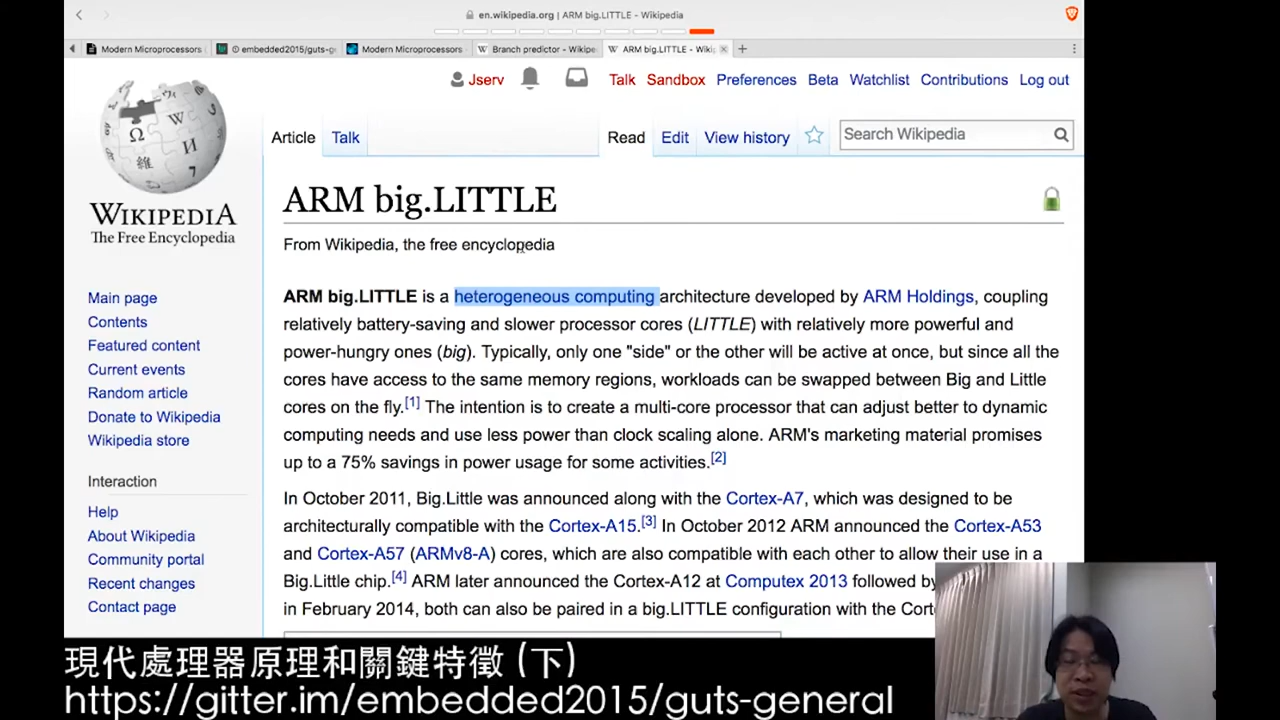 en.wikipedia.org | ARM big.LITTLE - Wikipedia
Modern Microprocessors
embedded2015/guts-g
Modern Microprocessors
Branch predictor - Wikipe
ARM big.LITTLE - Wiki
Jserv
Talk
Sandbox
Preferences
Beta
Watchlist
Contributions
Log out
Article
Talk
Read
Edit
View history
Search Wikipedia
WIKIPEDIA
The Free Encyclopedia
Main page
Contents
Featured content
Current events
Random article
Donate to Wikipedia
Wikipedia store
Interaction
Help
About Wikipedia
Community portal
Recent changes
Contact page
ARM big.LITTLE
From Wikipedia, the free encyclopedia
ARM big.LITTLE is a heterogeneous computing architecture developed by ARM Holdings, coupling
relatively battery-saving and slower processor cores (LITTLE) with relatively more powerful and
power-hungry ones (big). Typically, only one "side" or the other will be active at once, but since all the
cores have access to the same memory regions, workloads can be swapped between Big and Little
cores on the fly.[1] The intention is to create a multi-core processor that can adjust better to dynamic
computing needs and use less power than clock scaling alone. ARM's marketing material promises
up to a 75% savings in power usage for some activities.[2]
In October 2011, Big.Little was announced along with the Cortex-A7, which was designed to be
architecturally compatible with the Cortex-A15.[3] In October 2012 ARM announced the Cortex-A53
and Cortex-A57 (ARMv8-A) cores, which are also compatible with each other to allow their use in a
Big.Little chip.[4] ARM later announced the Cortex-A12 at Computex 2013 followed by
in February 2014, both can also be paired in a big.LITTLE configuration with the Cort
現代處理器原理和關鍵特徵 (下)
https://gitter.im/embedded2015/guts-general